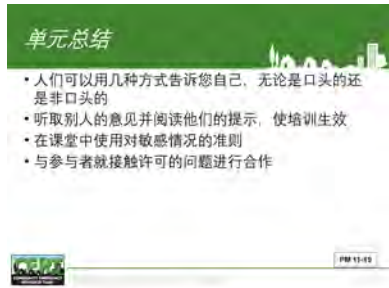 单元总结
• 人们可以用几种方式告诉您自己，无论是口头的还
是非口头的
• 听取别人的意见并阅读他们的提示，使培训生效
• 在课堂中使用对敏感情况的准则
• 与参与者就接触许可的问题进行合作